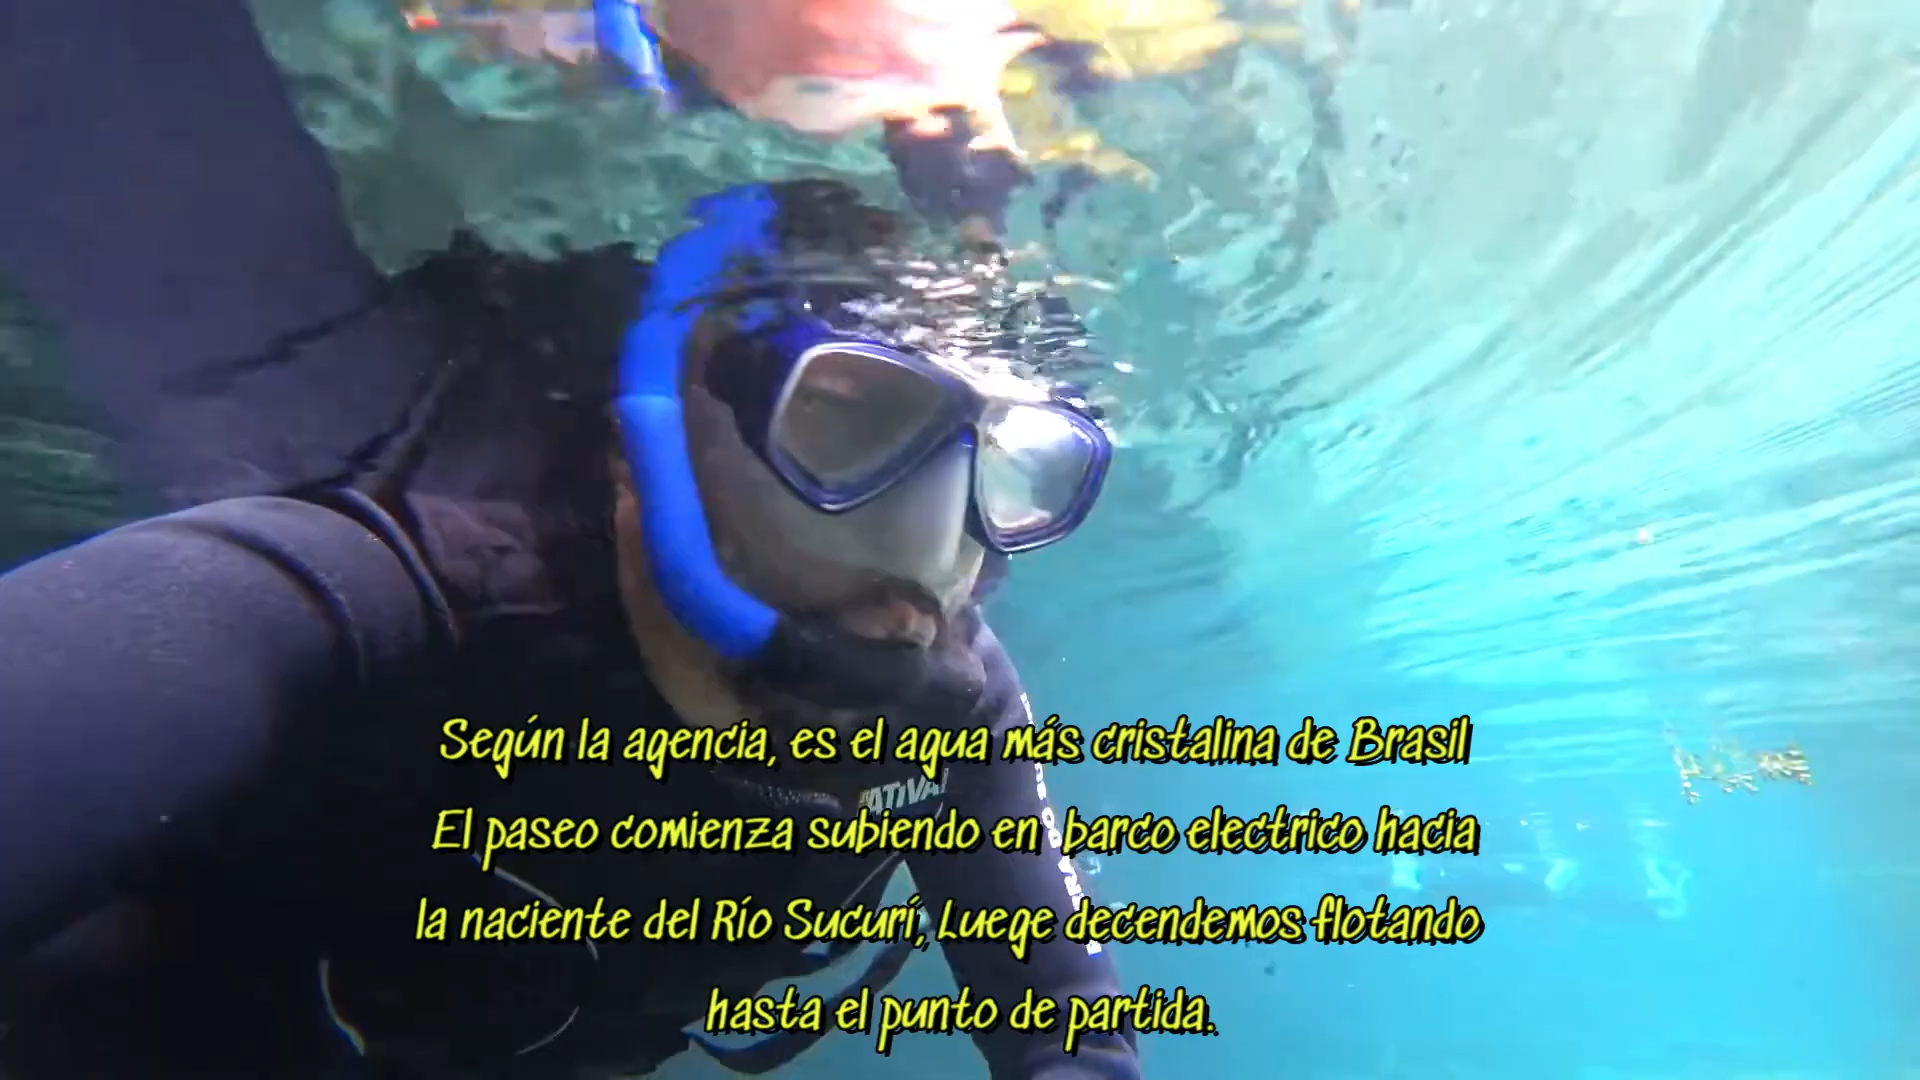 Según la agencia, es el agua más cristalina de Brasil
El paseo comienza subiendo en barco electrico hacia
la naciente del Río Sucurí, Luege decendemos flotando
hasta el punto de partida.